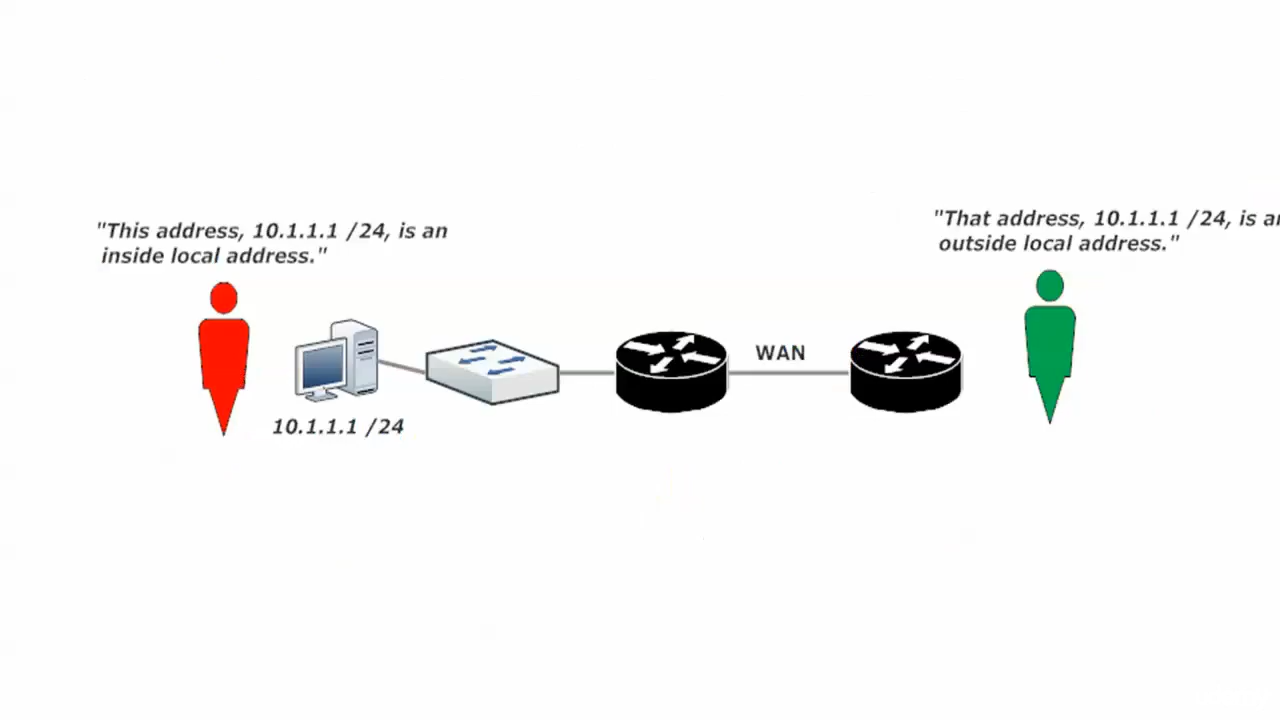 "This address, 10.1.1.1 /24, is an
inside local address."
"That address, 10.1.1.1 /24, is
outside local address."
WAN
10.1.1.1 /24